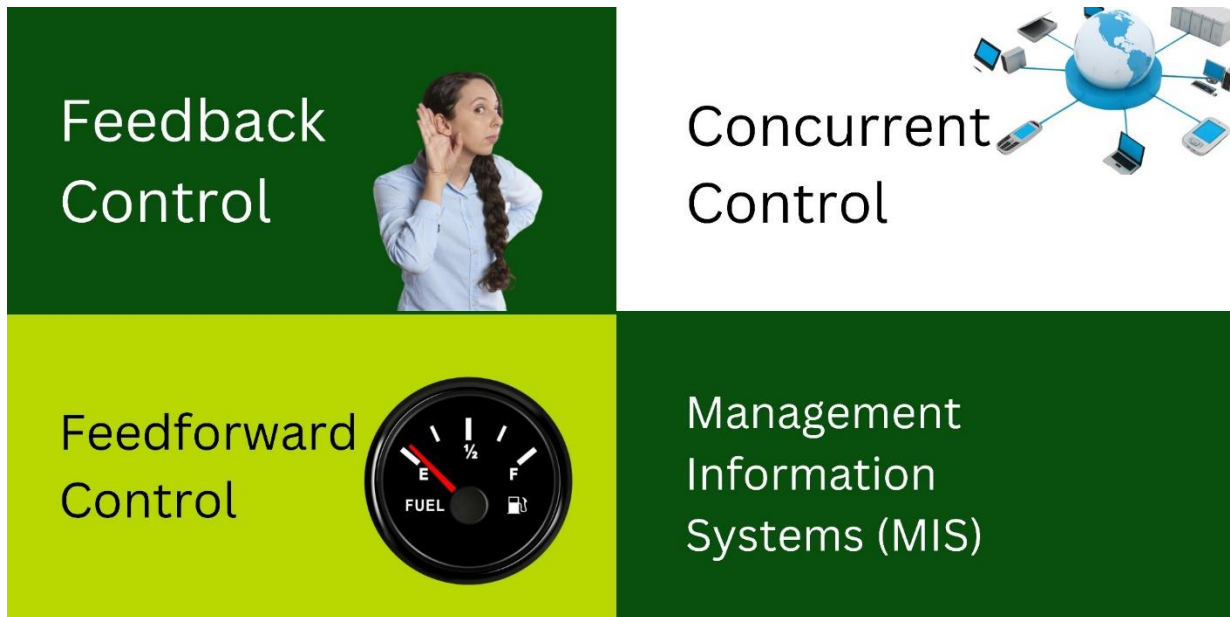 Feedback
Control
Concurrent
Control
Feedforward
Control
E
½
F
FUEL
Management
Information
Systems (MIS)